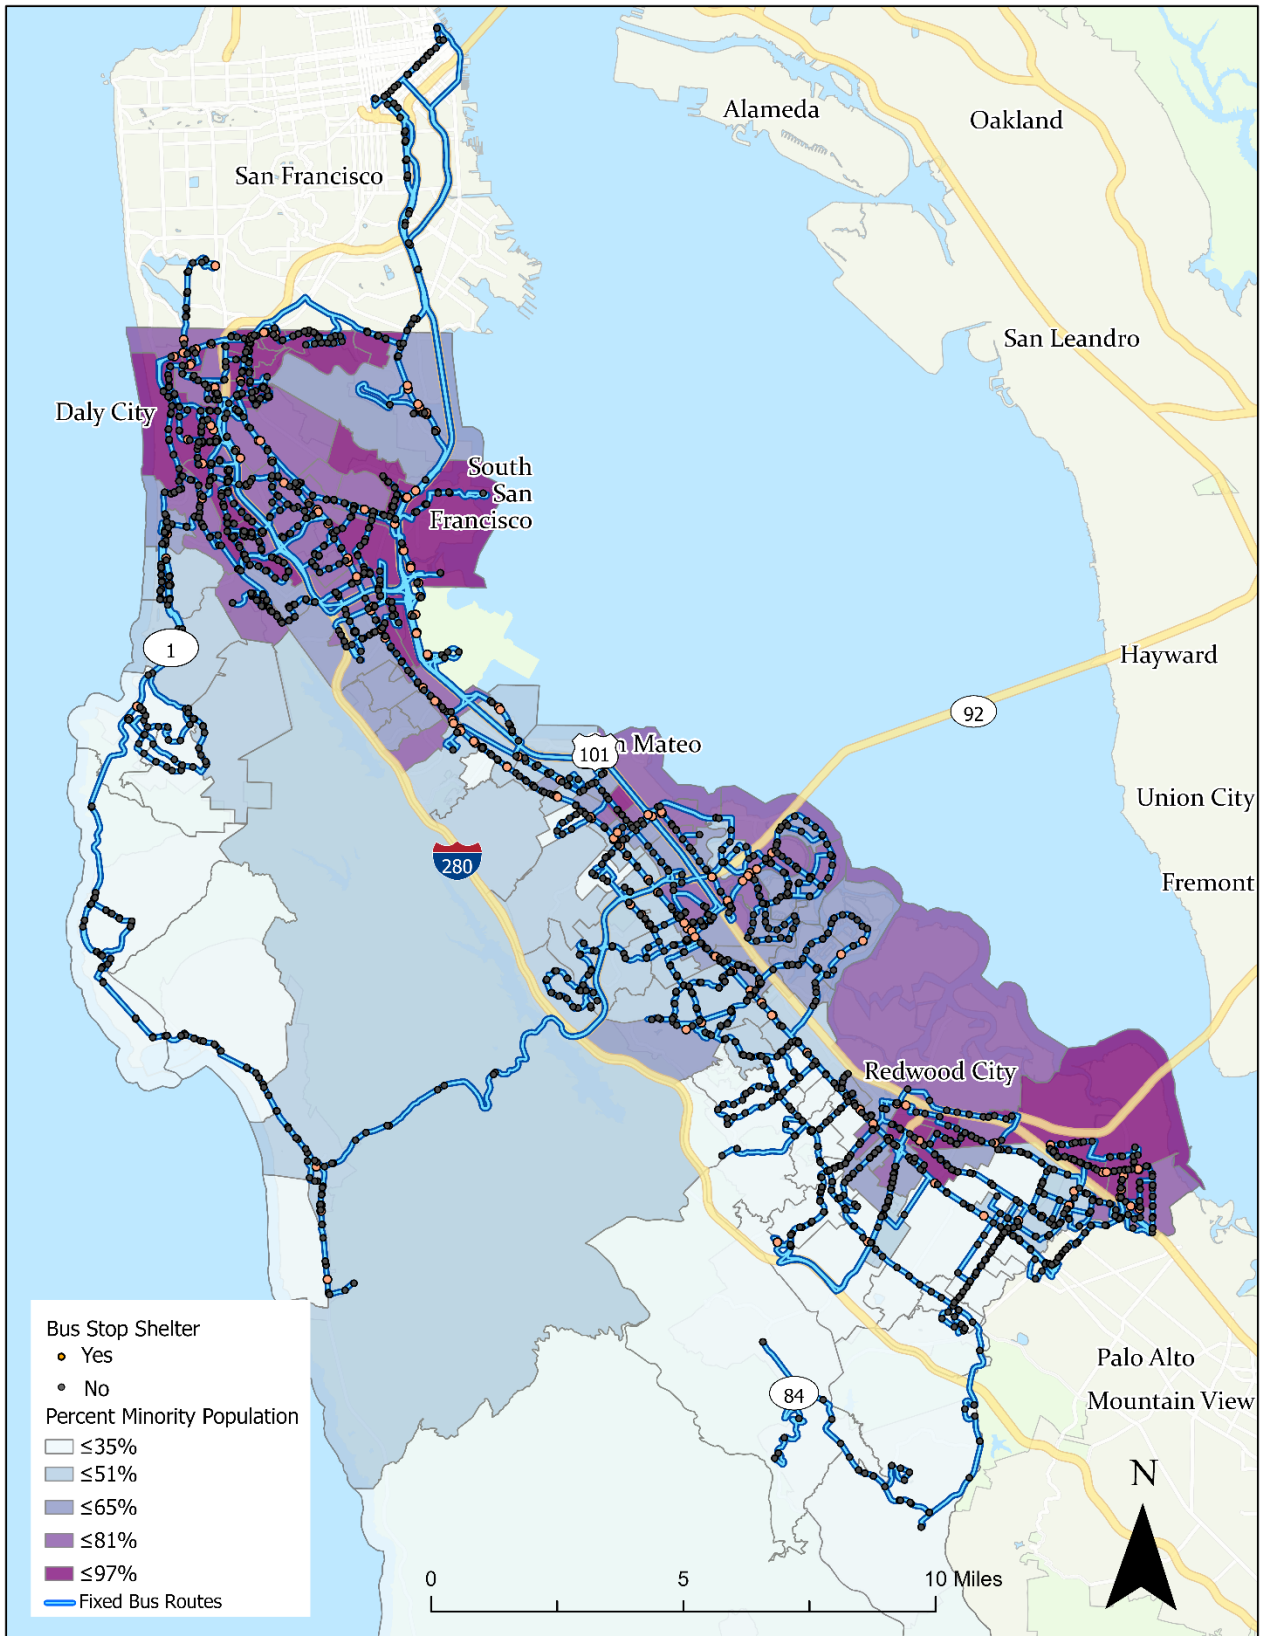 Alameda
Oakland
San Francisco
San Leandro
Daly City
South
San
Francisco
1
Hayward
92
101
n Mateo
Union City
280
Fremont
Redwood City
Bus Stop Shelter
Yes
No
Percent Minority Population
≤35%
≤51%
≤65%
≤81%
≤97%
Fixed Bus Routes
Palo Alto
84
Mountain View
N
0 5 10 Miles